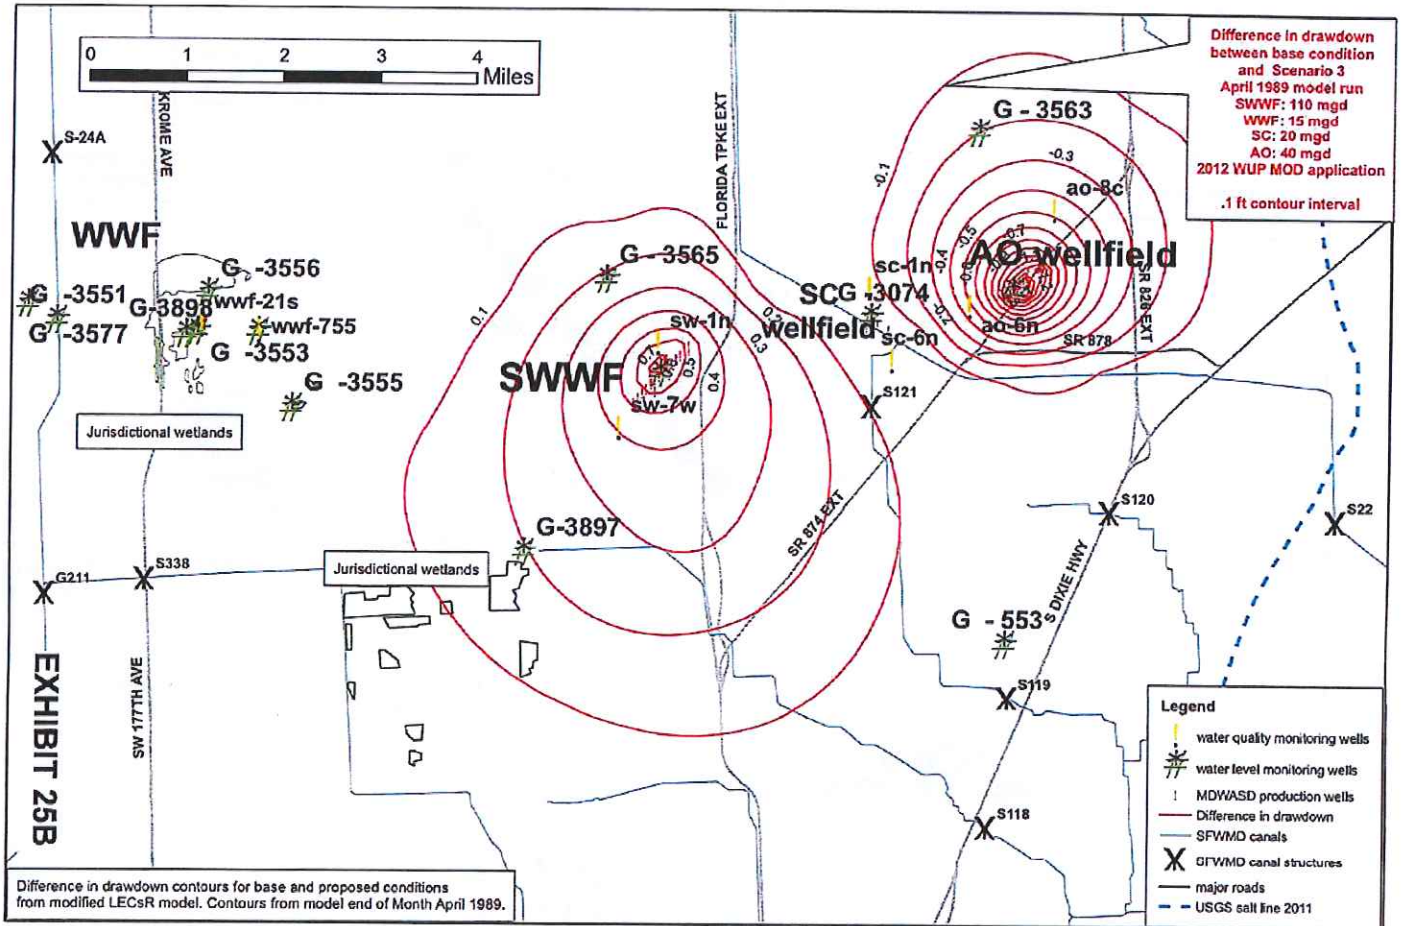 0 1 2 3 4
Miles
Difference in drawdown
between base condition
and Scenario 3
April 1989 model run
SWWF: 110 mgd
WWF: 15 mgd
SC: 20 mgd
AO: 40 mgd
2012 WUP MOD application
.1 ft contour interval
KROME AVE
FLORIDA TPKE EXT
S-24A
G - 3563
-0.1
-0.3
ao-8c
WWF
-0.7
-0.5
-0.4
AO wellfield
G -3556
G - 3565
sc-1n
SR 826 EXT
G -3551
G-3898
wwf-21s
SC
G -3074
wellfield
-0.2
ao-6n
G -3577
wwf-755
0.1
0.2
sw-1n
0.3
sc-6n
SR 878
G -3553
0.5
0.4
G -3555
SWWF
sw-7w
S121
Jurisdictional wetlands
SR 874 EXT
S120
S22
G-3897
G211
S338
Jurisdictional wetlands
S DIXIE HWY
G - 553
EXHIBIT 25B
SW 177TH AVE
S119
S118
Legend
water quality monitoring wells
water level monitoring wells
MDWASD production wells
Difference in drawdown
SFWMD canals
SFWMD canal structures
major roads
USGS salt line 2011
Difference in drawdown contours for base and proposed conditions
from modified LECsR model. Contours from model end of Month April 1989.